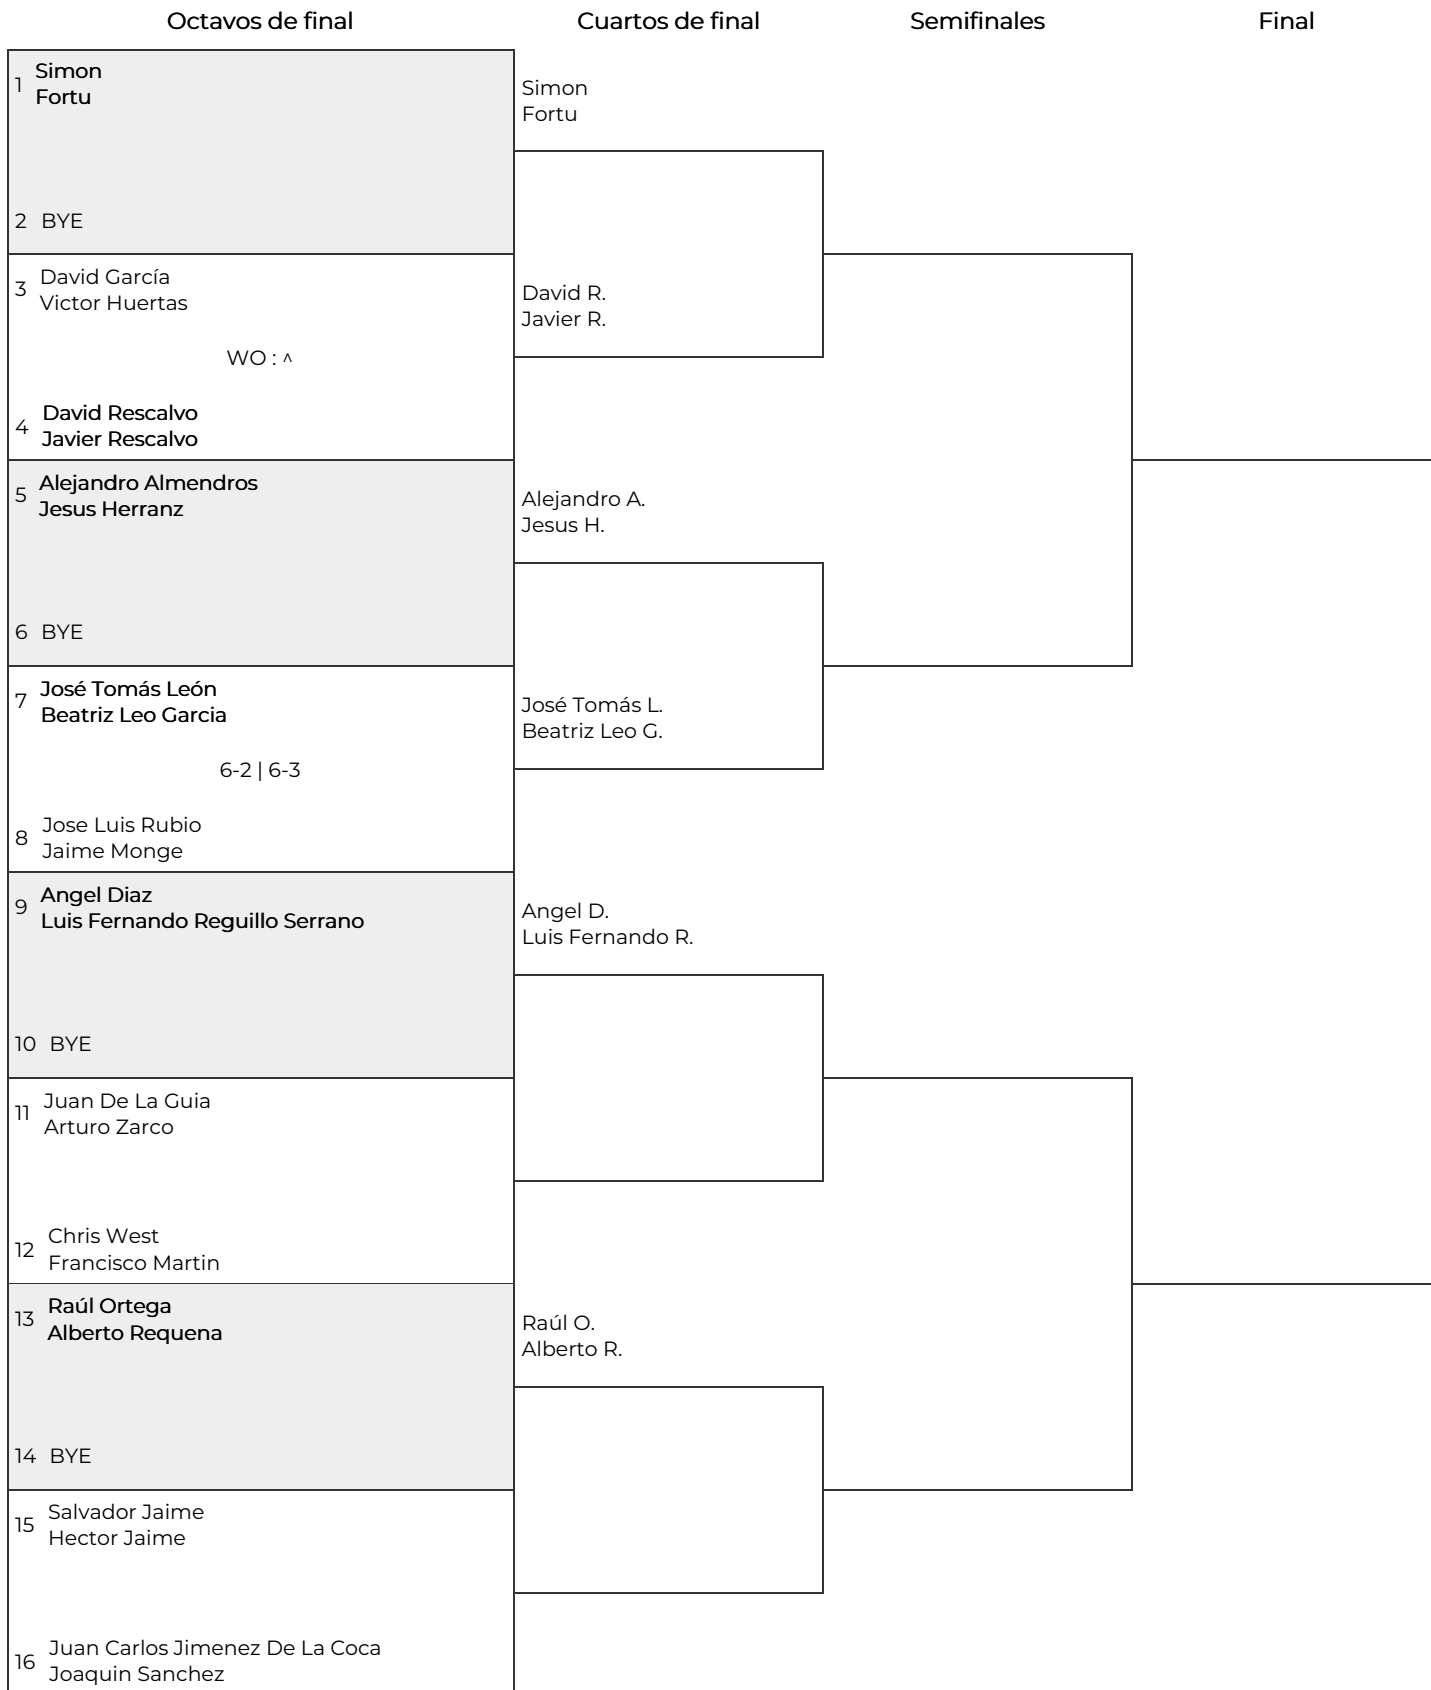 Octavos de final
Cuartos de final
Semifinales
Final
1
Simon
Fortu
2 BYE
3
David García
Victor Huertas
WO : ^
4
David Rescalvo
Javier Rescalvo
5
Alejandro Almendros
Jesus Herranz
6 BYE
7
José Tomás León
Beatriz Leo Garcia
6-2 | 6-3
8
Jose Luis Rubio
Jaime Monge
9
Angel Diaz
Luis Fernando Reguillo Serrano
10 BYE
11
Juan De La Guia
Arturo Zarco
12
Chris West
Francisco Martin
13
Raúl Ortega
Alberto Requena
14 BYE
15
Salvador Jaime
Hector Jaime
16
Juan Carlos Jimenez De La Coca
Joaquin Sanchez
Simon
Fortu
David R.
Javier R.
Alejandro A.
Jesus H.
José Tomás L.
Beatriz Leo G.
Angel D.
Luis Fernando R.
Raúl O.
Alberto R.